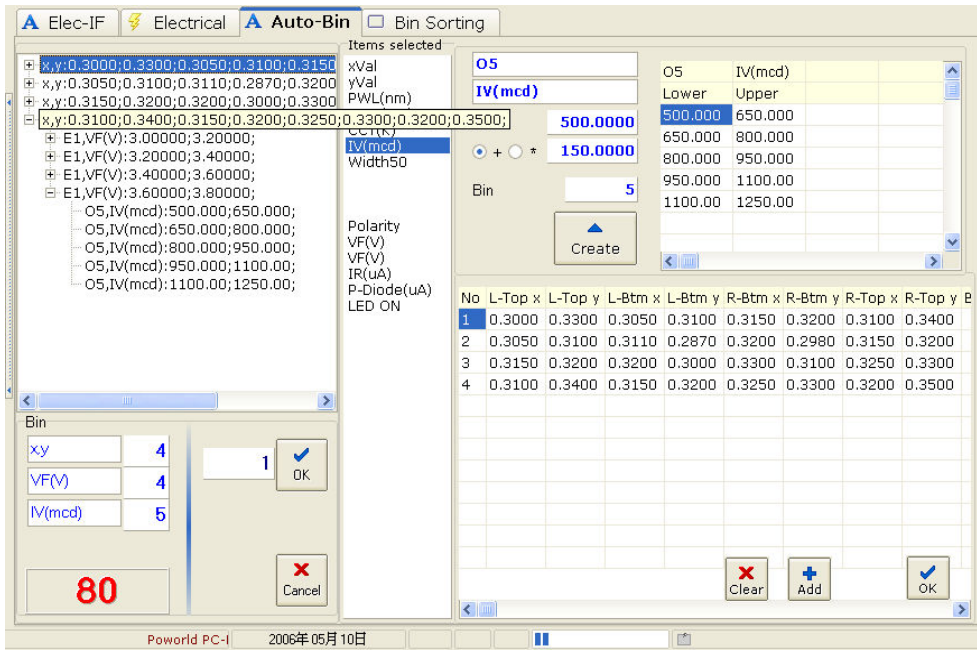 Elec-IF Electrical Auto-Bin Bin Sorting
x,y:0.3000;0.3300;0.3050;0.3100;0.3150
x,y:0.3050;0.3100;0.3110;0.2870;0.3200
x,y:0.3150;0.3200;0.3200;0.3000;0.3300
x,y:0.3100;0.3400;0.3150;0.3200;0.3250;0.3300;0.3200;0.3500;
E1,VF(V):3.00000;3.20000;
E1,VF(V):3.20000;3.40000;
E1,VF(V):3.40000;3.60000;
E1,VF(V):3.60000;3.80000;
O5,IV(mcd):500.000;650.000;
O5,IV(mcd):650.000;800.000;
O5,IV(mcd):800.000;950.000;
O5,IV(mcd):950.000;1100.00;
O5,IV(mcd):1100.00;1250.00;
Items selected
xVal
yVal
PWL(nm)
CCT(K)
IV(mcd)
Width50
Polarity
VF(V)
VF(V)
IR(uA)
P-Diode(uA)
LED ON
O5
IV(mcd)
500.0000
+ * 150.0000
Bin 5
Create
O5 IV(mcd)
Lower Upper
500.000 650.000
650.000 800.000
800.000 950.000
950.000 1100.00
1100.00 1250.00
No L-Top x L-Top y L-Btm x L-Btm y R-Btm x R-Btm y R-Top x R-Top y B
1 0.3000 0.3300 0.3050 0.3100 0.3150 0.3200 0.3100 0.3400
2 0.3050 0.3100 0.3110 0.2870 0.3200 0.2980 0.3150 0.3200
3 0.3150 0.3200 0.3200 0.3000 0.3300 0.3100 0.3250 0.3300
4 0.3100 0.3400 0.3150 0.3200 0.3250 0.3300 0.3200 0.3500
Clear Add OK
Bin
x,y 4
VF(V) 4
IV(mcd) 5
80
1 OK
Cancel
Poworld PC-I 2006年05月10日